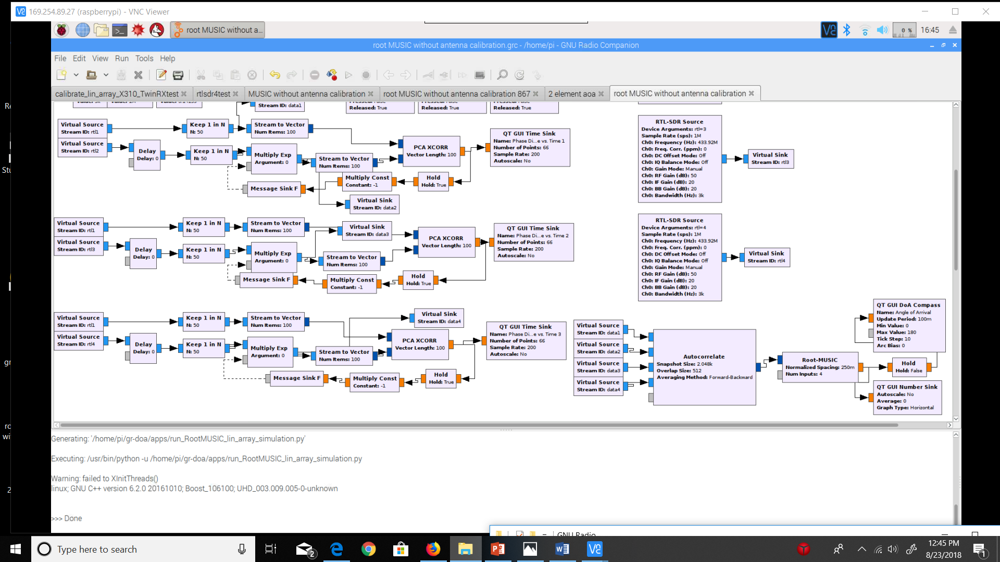 169.254.89.27 (raspberrypi) - VNC Viewer
root MUSIC without a...
0 %
16:45
root MUSIC without antenna calibration.grc - /home/pi - GNU Radio Companion
File Edit View Run Tools Help
calibrate_lin_array_X310_TwinRXtest
rtlsdr4test
MUSIC without antenna calibration
root MUSIC without antenna calibration 867
2 element aoa
root MUSIC without antenna calibration
Stream ID: data1
Released: True
Released: True
Released: True
Virtual Source
Stream ID: rtl1
Keep 1 in N
N: 50
Stream to Vector
Num Items: 100
Virtual Source
Stream ID: rtl2
Delay
Delay: 0
Keep 1 in N
N: 50
Multiply Exp
Argument: 0
Stream to Vector
Num Items: 100
PCA XCORR
Vector Length: 100
QT GUI Time Sink
Name: Phase Di...e vs. Time 1
Number of Points: 66
Sample Rate: 200
Autoscale: No
Message Sink F
Multiply Const
Constant: -1
Hold
Hold: True
Virtual Sink
Stream ID: data2
RTL-SDR Source
Device Arguments: rtl=3
Sample Rate (sps): 1M
Ch0: Frequency (Hz): 433.92M
Ch0: Freq. Corr. (ppm): 0
Ch0: DC Offset Mode: Off
Ch0: IQ Balance Mode: Off
Ch0: Gain Mode: Manual
Ch0: RF Gain (dB): 50
Ch0: IF Gain (dB): 20
Ch0: BB Gain (dB): 20
Ch0: Bandwidth (Hz): 3k
Virtual Sink
Stream ID: rtl3
Virtual Source
Stream ID: rtl1
Keep 1 in N
N: 50
Stream to Vector
Num Items: 100
Virtual Sink
Stream ID: data3
Virtual Source
Stream ID: rtl3
Delay
Delay: 0
Keep 1 in N
N: 50
Multiply Exp
Argument: 0
Stream to Vector
Num Items: 100
PCA XCORR
Vector Length: 100
QT GUI Time Sink
Name: Phase Di...e vs. Time 2
Number of Points: 66
Sample Rate: 200
Autoscale: No
Message Sink F
Multiply Const
Constant: -1
Hold
Hold: True
RTL-SDR Source
Device Arguments: rtl=4
Sample Rate (sps): 1M
Ch0: Frequency (Hz): 433.92M
Ch0: Freq. Corr. (ppm): 0
Ch0: DC Offset Mode: Off
Ch0: IQ Balance Mode: Off
Ch0: Gain Mode: Manual
Ch0: RF Gain (dB): 50
Ch0: IF Gain (dB): 20
Ch0: BB Gain (dB): 20
Ch0: Bandwidth (Hz): 3k
Virtual Sink
Stream ID: rtl4
Virtual Source
Stream ID: rtl1
Keep 1 in N
N: 50
Stream to Vector
Num Items: 100
Virtual Sink
Stream ID: data4
Virtual Source
Stream ID: rtl4
Delay
Delay: 0
Keep 1 in N
N: 50
Multiply Exp
Argument: 0
Stream to Vector
Num Items: 100
PCA XCORR
Vector Length: 100
QT GUI Time Sink
Name: Phase Di...e vs. Time 3
Number of Points: 66
Sample Rate: 200
Autoscale: No
Message Sink F
Multiply Const
Constant: -1
Hold
Hold: True
Virtual Source
Stream ID: data1
Virtual Source
Stream ID: data2
Virtual Source
Stream ID: data3
Virtual Source
Stream ID: data4
Autocorrelate
Snapshot Size: 2.048k
Overlap Size: 512
Averaging Method: Forward-Backward
Root-MUSIC
Normalized Spacing: 250m
Num Inputs: 4
QT GUI DoA Compass
Name: Angle of Arrival
Update Period: 100m
Min Value: 0
Max Value: 180
Tick Step: 10
Arc Bias: 0
Hold
Hold: False
QT GUI Number Sink
Autoscale: No
Average: 0
Graph Type: Horizontal
Generating: '/home/pi/gr-doa/apps/run_RootMUSIC_lin_array_simulation.py'
Executing: /usr/bin/python -u /home/pi/gr-doa/apps/run_RootMUSIC_lin_array_simulation.py
Warning: failed to XInitThreads()
linux; GNU C++ version 6.2.0 20161010; Boost_106100; UHD_003.009.005-0-unknown
>>> Done
GNU Radio
Type here to search
2
12:45 PM
8/23/2018
1